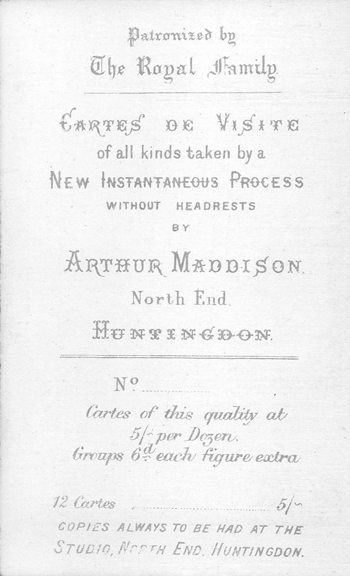 Patronized by
The Royal Family.
Cartes de Visite
of all kinds taken by a
New Instantaneous Process
WITHOUT HEADRESTS
BY
Arthur Maddison.
North End.
Huntingdon.
No.
Cartes of this quality at
5/- per Dozen.
Groups 6d each figure extra
12 Cartes 5/-
COPIES ALWAYS TO BE HAD AT THE
STUDIO, NORTH END, HUNTINGDON.